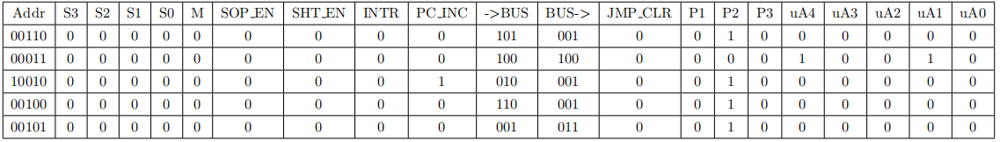 Addr S3 S2 S1 S0 M SOP_EN SHT_EN INTR PC_INC ->BUS BUS-> JMP_CLR P1 P2 P3 uA4 uA3 uA2 uA1 uA0
00110 0 0 0 0 0 0 0 0 0 101 001 0 0 1 0 0 0 0 0 0
00011 0 0 0 0 0 0 0 0 0 100 100 0 0 0 0 1 0 0 1 0
10010 0 0 0 0 0 0 0 0 1 010 001 0 0 1 0 0 0 0 0 0
00100 0 0 0 0 0 0 0 0 0 110 001 0 0 1 0 0 0 0 0 0
00101 0 0 0 0 0 0 0 0 0 001 011 0 0 1 0 0 0 0 0 0